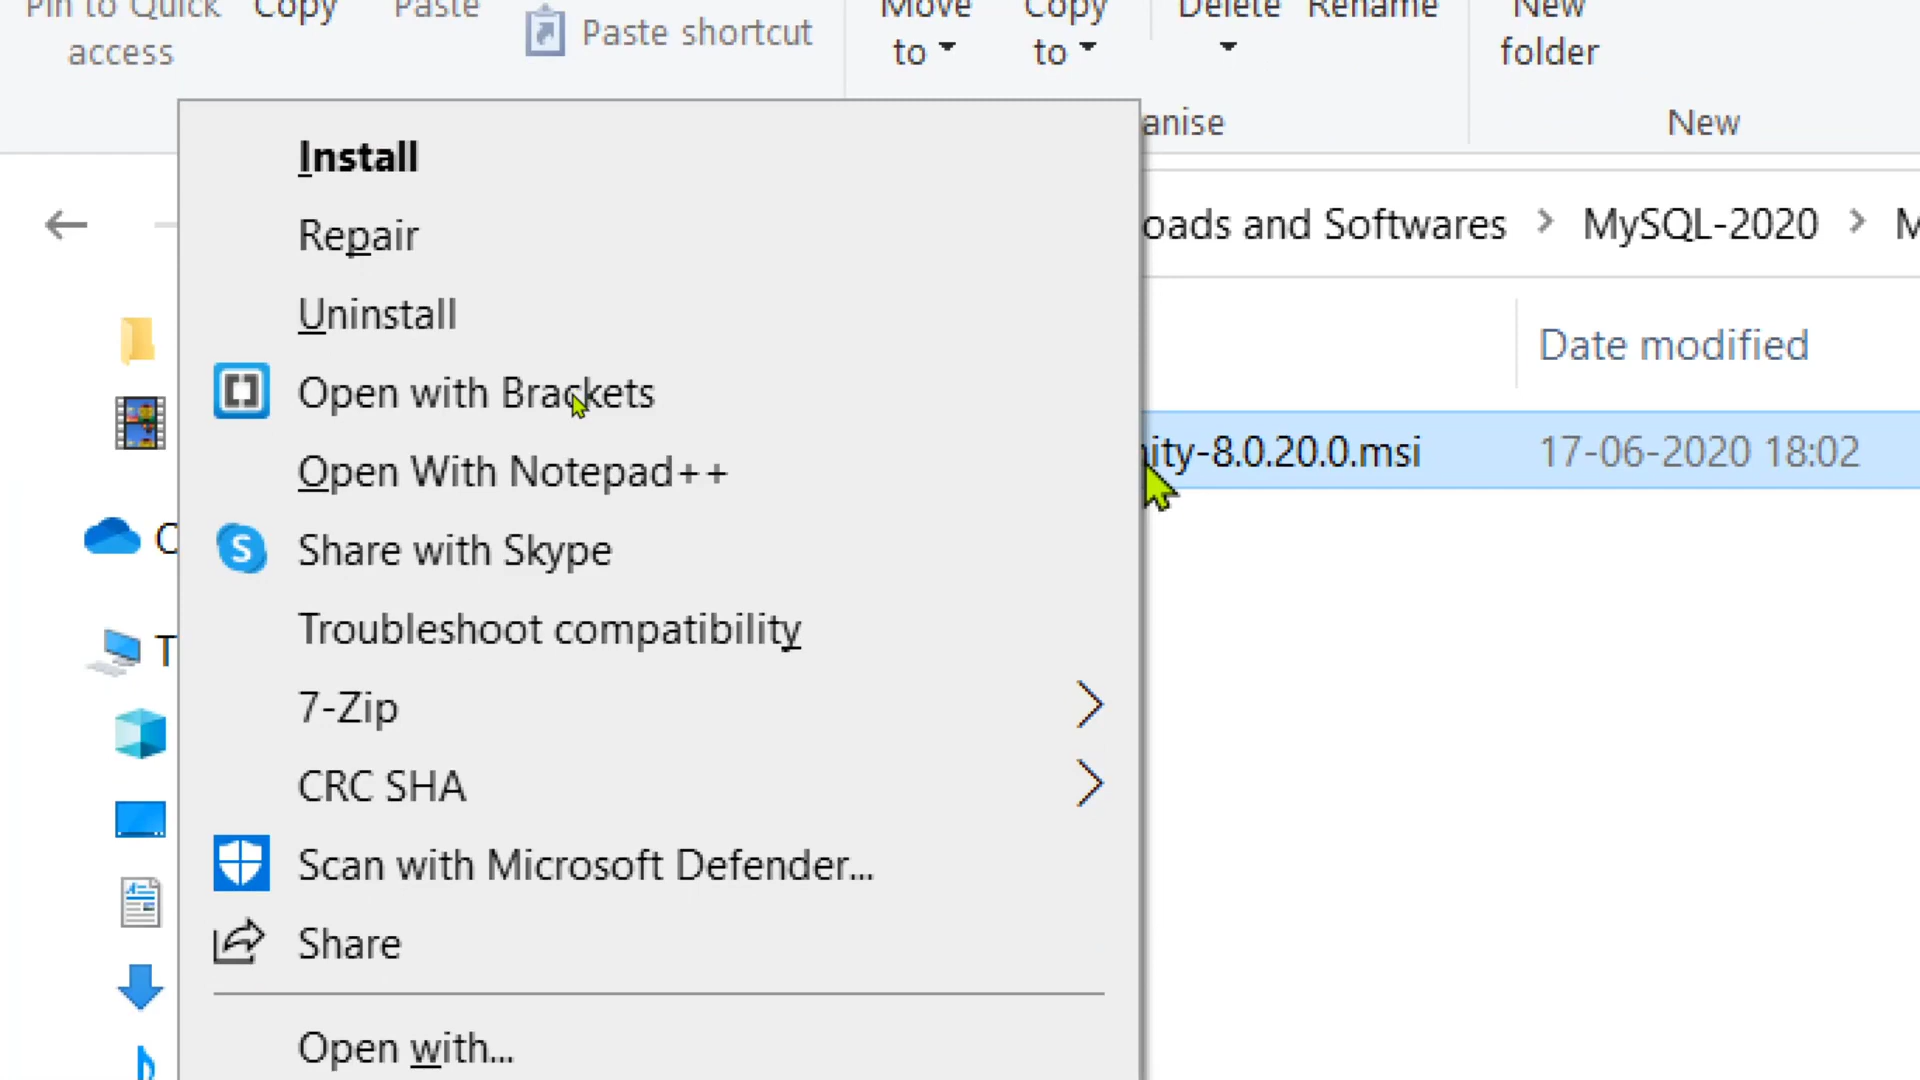 Pin to Quick access
Copy
Paste
Paste shortcut
Move to
Copy to
Delete
Rename
New folder
anise
New
oads and Softwares > MySQL-2020 >
Date modified
ity-8.0.20.0.msi 17-06-2020 18:02
Install
Repair
Uninstall
Open with Brackets
Open With Notepad++
Share with Skype
Troubleshoot compatibility
7-Zip
CRC SHA
Scan with Microsoft Defender...
Share
Open with...